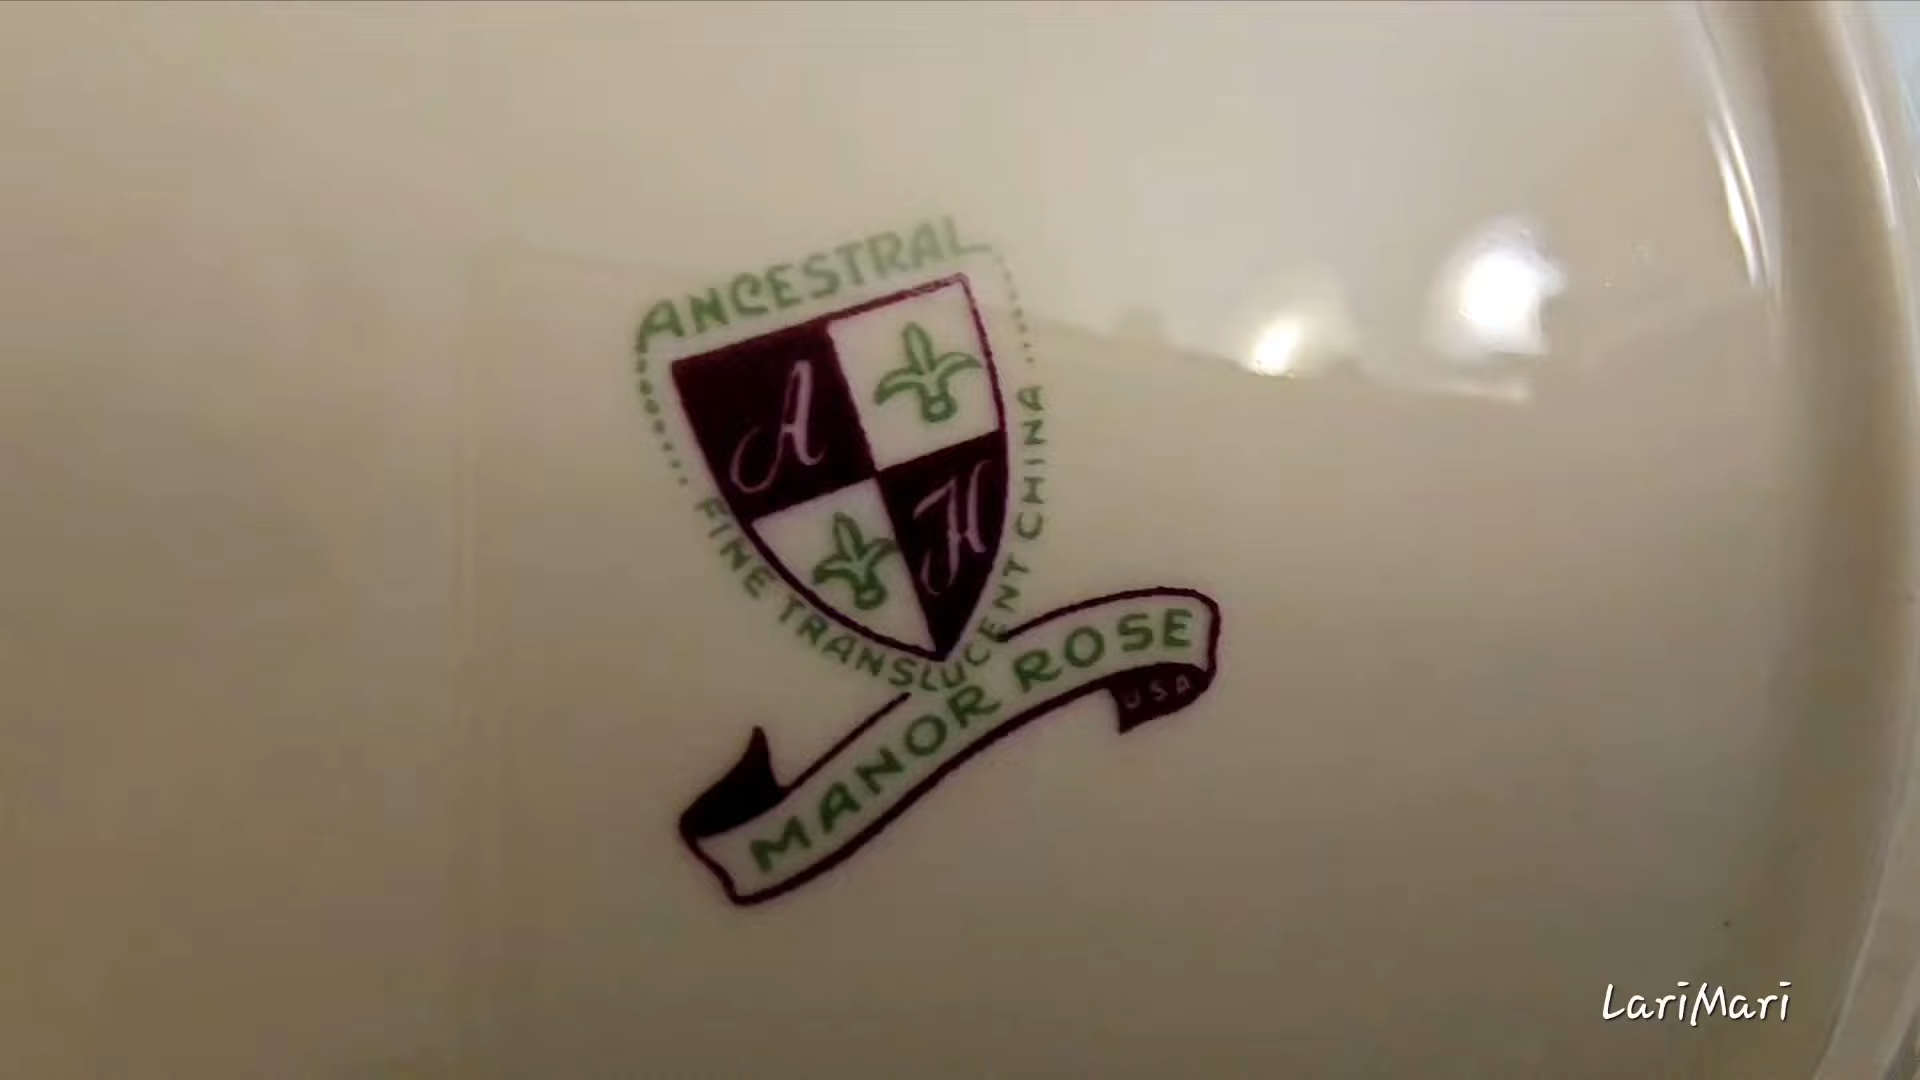 ANCESTRAL
A
H
FINE TRANSLUCENT CHINA
MANOR ROSE
USA
LariMari